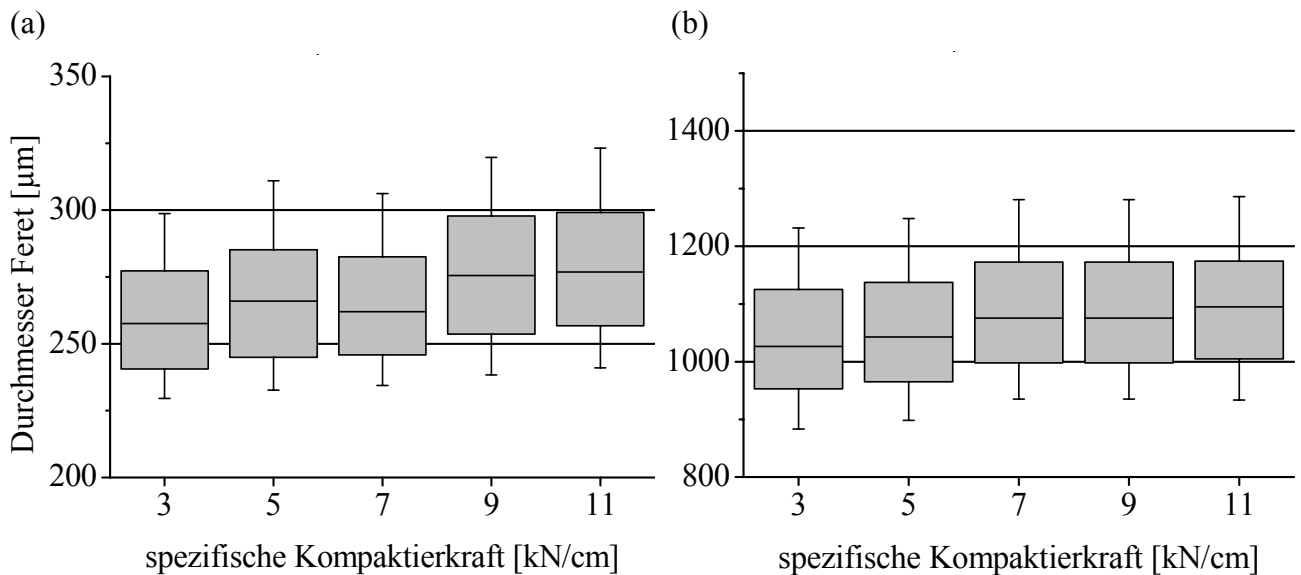 (a)
(b)
Durchmesser Feret [µm]
350
300
250
200
3 5 7 9 11
spezifische Kompaktierkraft [kN/cm]
1400
1200
1000
800
3 5 7 9 11
spezifische Kompaktierkraft [kN/cm]